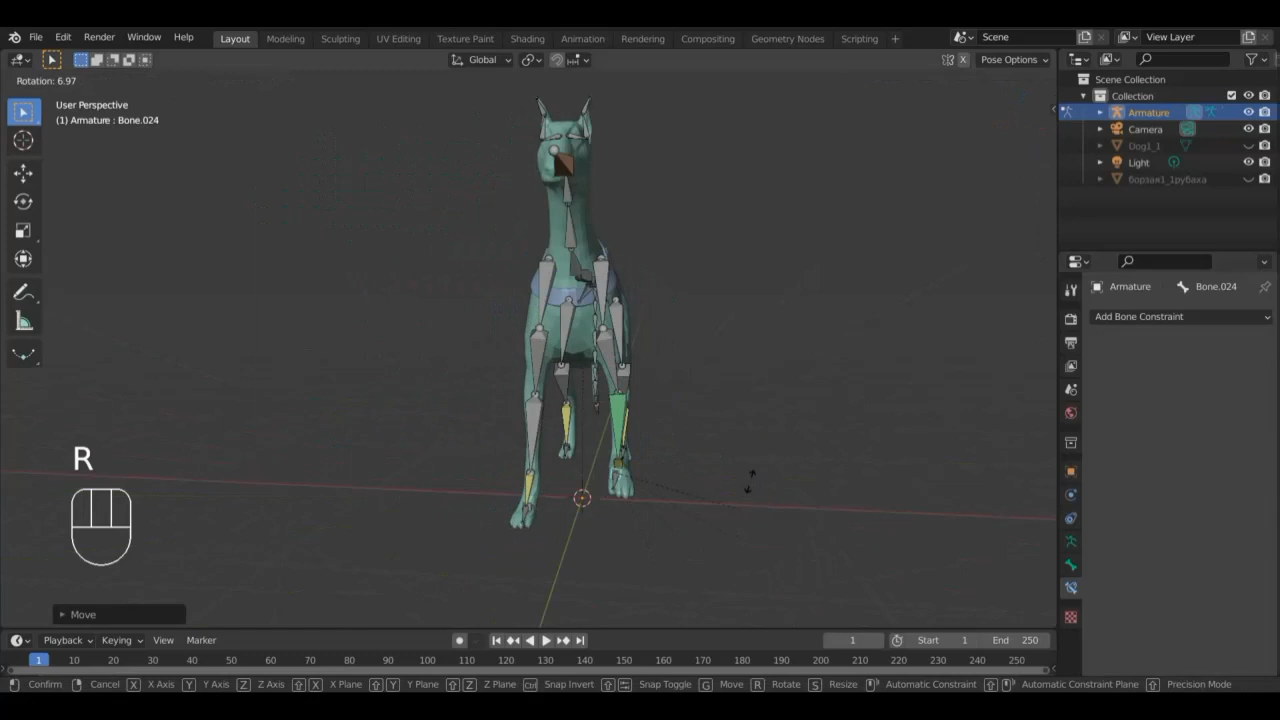 File Edit Render Window Help Layout Modeling Sculpting UV Editing Texture Paint Shading Animation Rendering Compositing Geometry Nodes Scripting + Scene View Layer
Global X Pose Options
Rotation: 6.97
User Perspective
(1) Armature : Bone.024
Scene Collection
Collection
Armature
Camera
Dog1_1
Light
борзая1_1рубаха
Armature Bone.024
Add Bone Constraint
R
Move
Playback Keying View Marker 1 Start 1 End 250
1 10 20 30 40 50 60 70 80 90 100 110 120 130 140 150 160 170 180 190 200 210 220 230 240 250
Confirm Cancel X X Axis Y Y Axis Z Z Axis X X Plane Y Y Plane Z Z Plane Ctrl Snap Invert Snap Toggle G Move R Rotate S Resize Automatic Constraint Automatic Constraint Plane Precision Mode